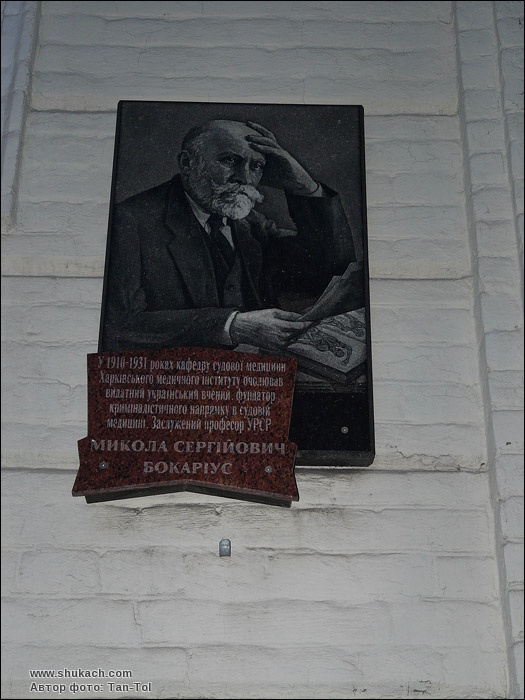 У 1910-1931 роках кафедру судової медицини
Харківського медичного інституту очолював
видатний український вчений, фундатор
криміналістичного напрямку в судовій
медицині, Заслужений професор УРСР
МИКОЛА СЕРГІЙОВИЧ
БОКАРІУС
www.shukach.com
Автор фото: Tan-Tol